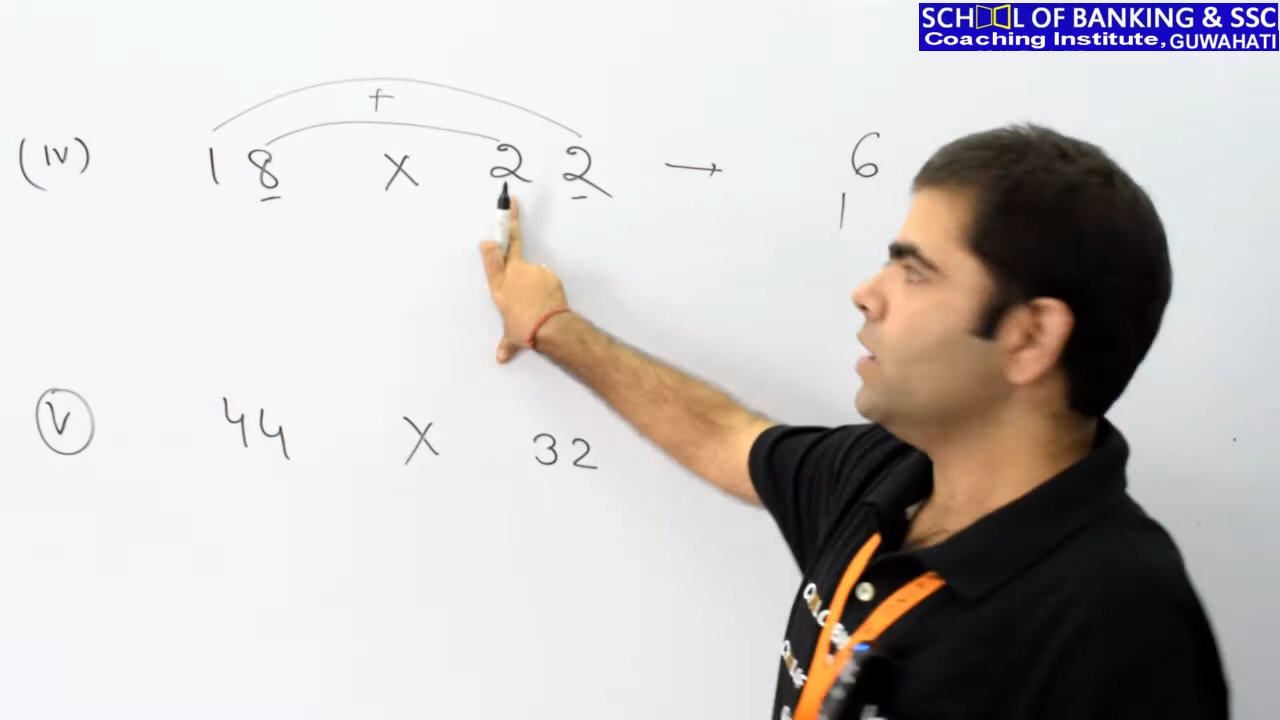 SCHOOL OF BANKING & SSC
Coaching Institute, GUWAHATI
+
(iv) 18 X 22 → 6
1
V 44 X 32